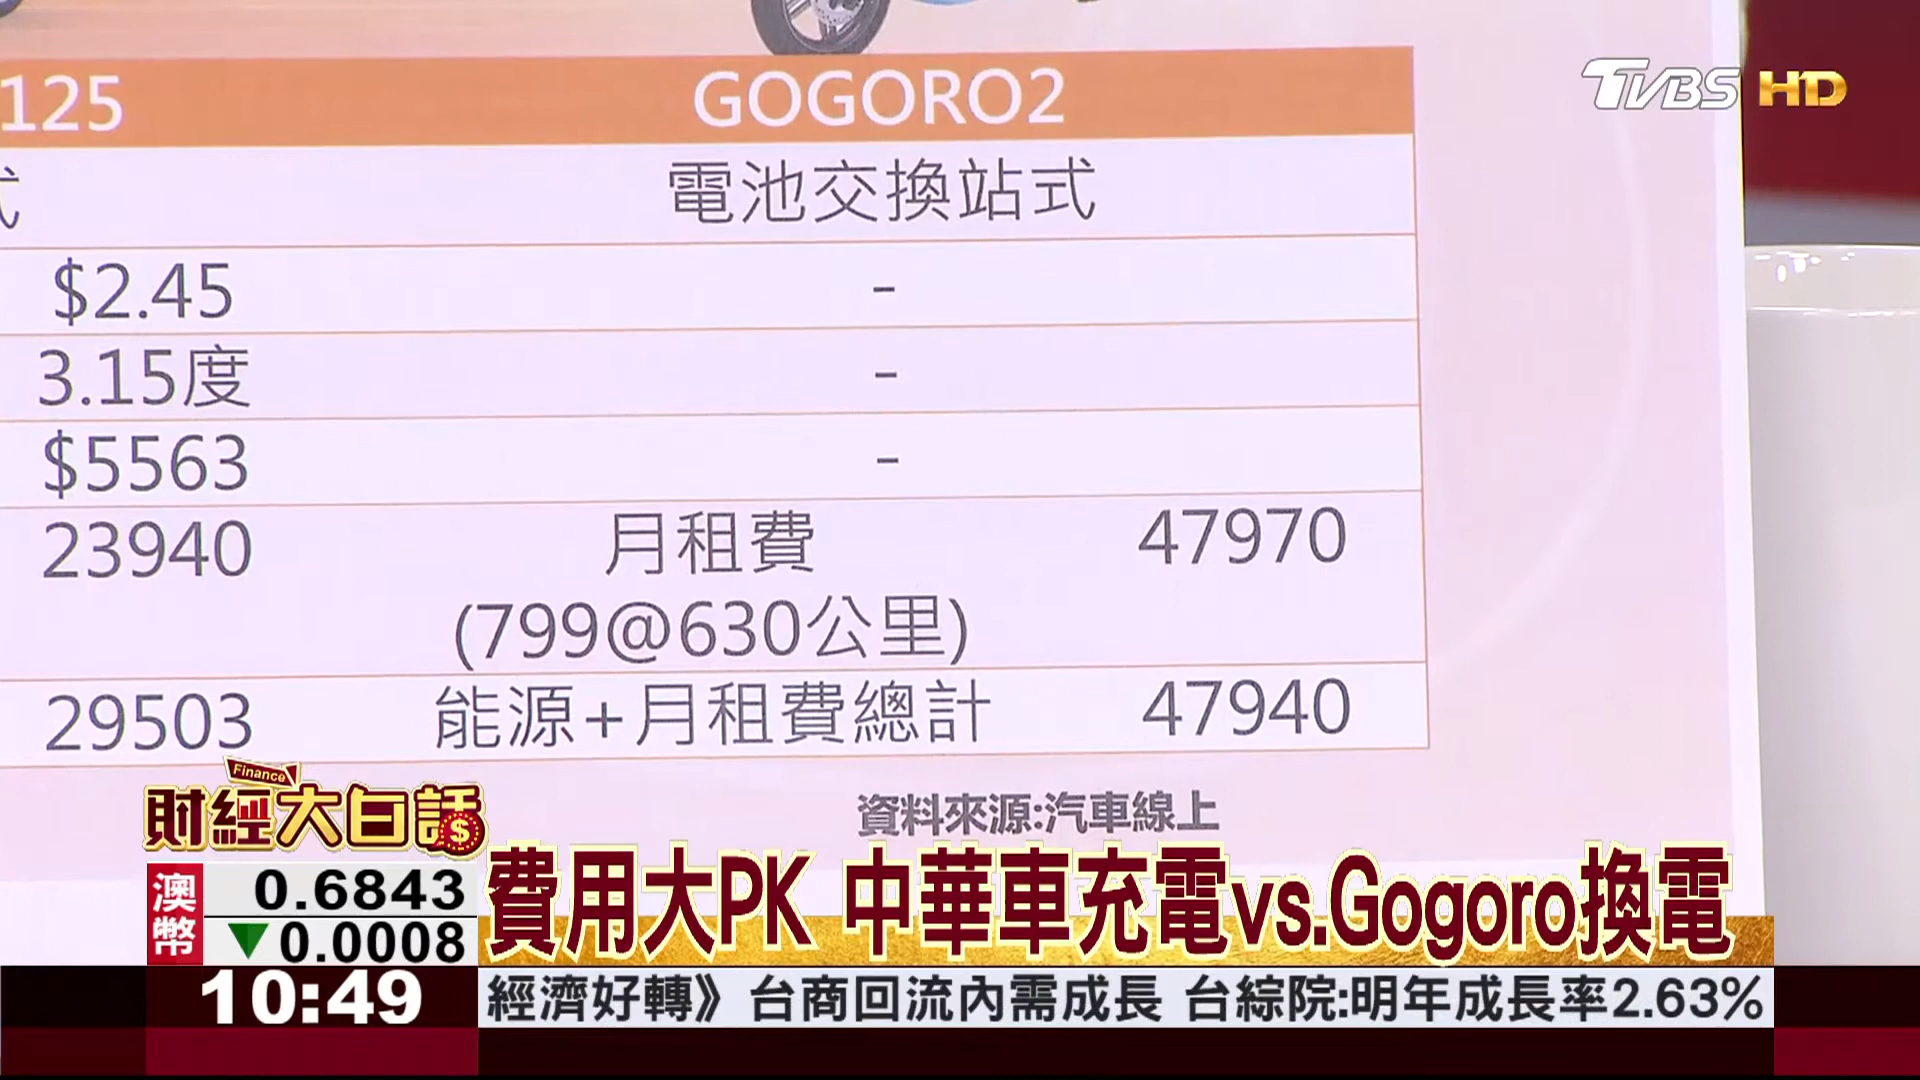 125 GOGORO2
TVBS HD
式 電池交換站式
$2.45 -
3.15度 -
$5563 -
23940 月租費 47970
(799@630公里)
29503 能源+月租費總計 47940
資料來源:汽車線上
Finance
財經大白話
$
費用大PK 中華車充電vs.Gogoro換電
澳幣 0.6843
▼0.0008
10:49
經濟好轉》台商回流內需成長 台綜院:明年成長率2.63%